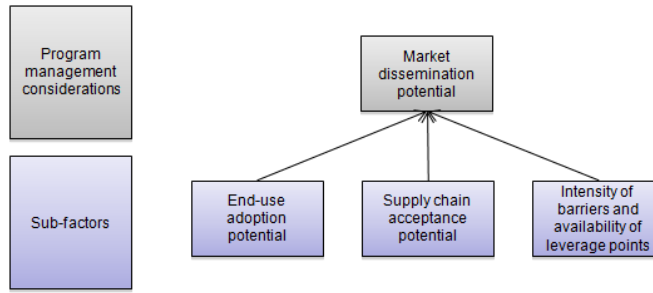 Program
management
considerations
Market
dissemination
potential
Sub-factors
End-use
adoption
potential
Supply chain
acceptance
potential
Intensity of
barriers and
availability of
leverage points